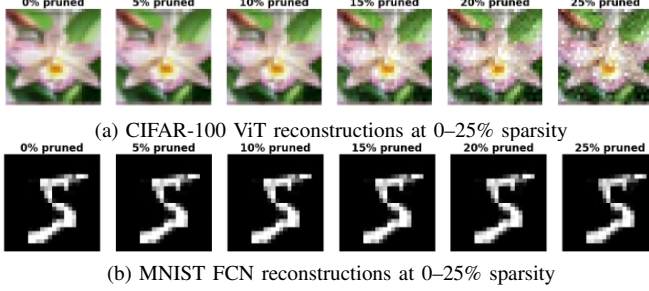 0% pruned 5% pruned 10% pruned 15% pruned 20% pruned 25% pruned
(a) CIFAR-100 ViT reconstructions at 0–25% sparsity
0% pruned 5% pruned 10% pruned 15% pruned 20% pruned 25% pruned
(b) MNIST FCN reconstructions at 0–25% sparsity